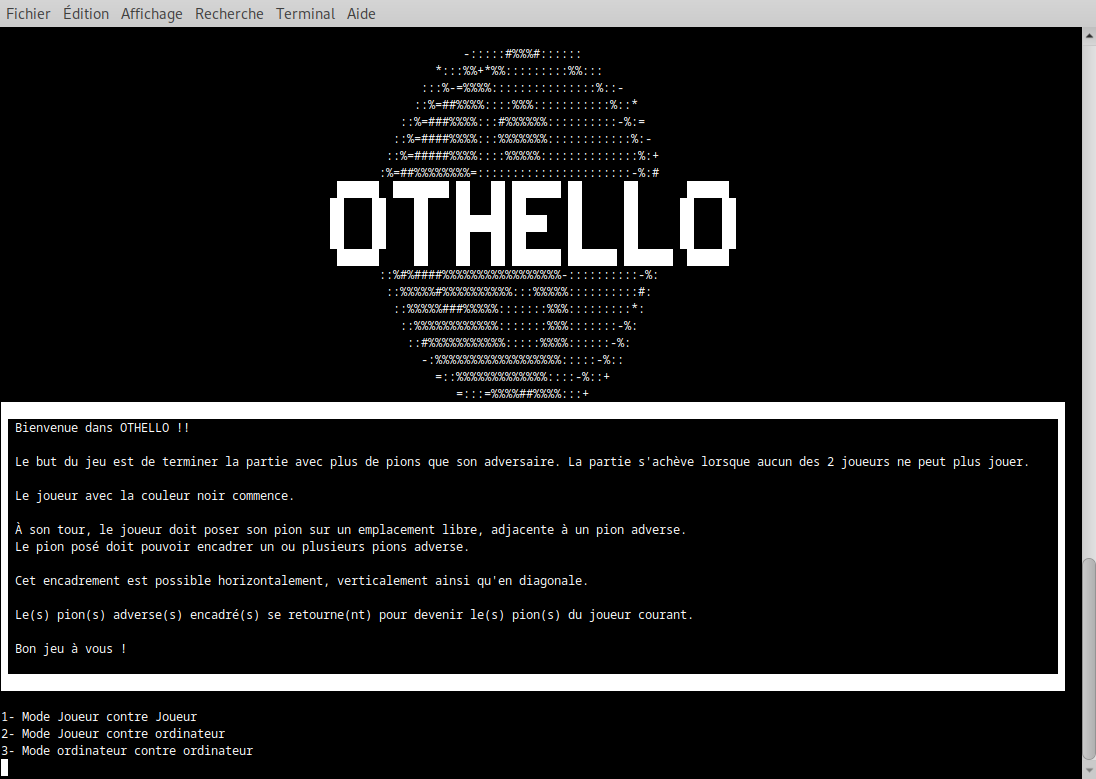 Fichier Édition Affichage Recherche Terminal Aide
OTHELLO
Bienvenue dans OTHELLO !!
Le but du jeu est de terminer la partie avec plus de pions que son adversaire. La partie s'achève lorsque aucun des 2 joueurs ne peut plus jouer.
Le joueur avec la couleur noir commence.
À son tour, le joueur doit poser son pion sur un emplacement libre, adjacente à un pion adverse.
Le pion posé doit pouvoir encadrer un ou plusieurs pions adverse.
Cet encadrement est possible horizontalement, verticalement ainsi qu'en diagonale.
Le(s) pion(s) adverse(s) encadré(s) se retourne(nt) pour devenir le(s) pion(s) du joueur courant.
Bon jeu à vous !
1- Mode Joueur contre Joueur
2- Mode Joueur contre ordinateur
3- Mode ordinateur contre ordinateur